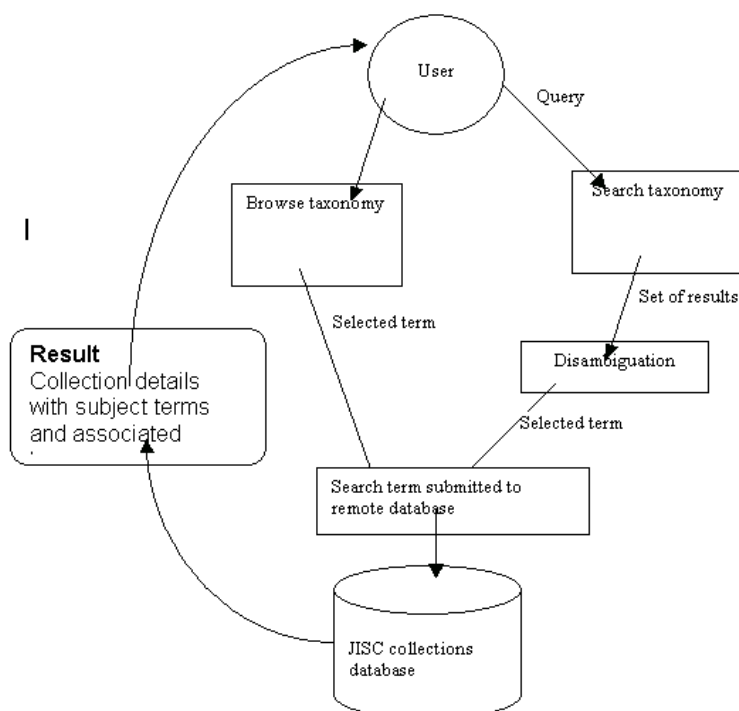 User
Query
Browse taxonomy
Search taxonomy
Set of results
Selected term
Result
Collection details
with subject terms
and associated
.
Disambiguation
Selected term
Search term submitted to
remote database
JISC collections
database